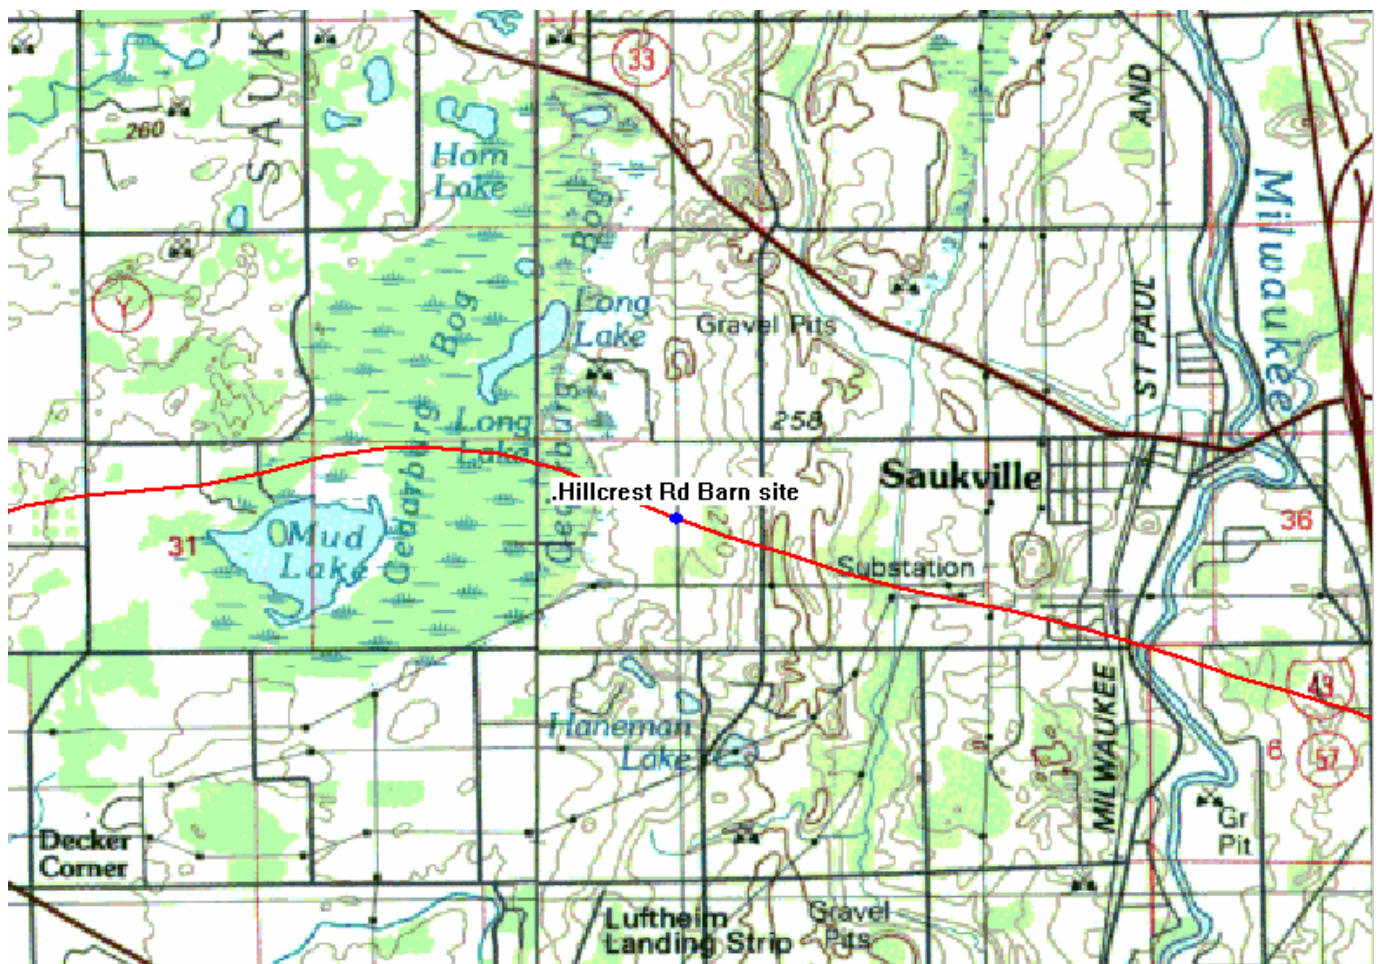 33
AND
260
SAUK
Horn
Lake
Milwaukee
Bog
Y
Long
Lake
Bog
ST PAUL
Gravel Pits
Cedarburg
Long
Lake
258
Saukville
.Hillcrest Rd Barn site
36
31
Mud
Lake
Substation
MILWAUKEE
43
Haneman
Lake
6
57
Gr
Pit
Decker
Corner
Luftheim
Landing Strip
Gravel
Pits